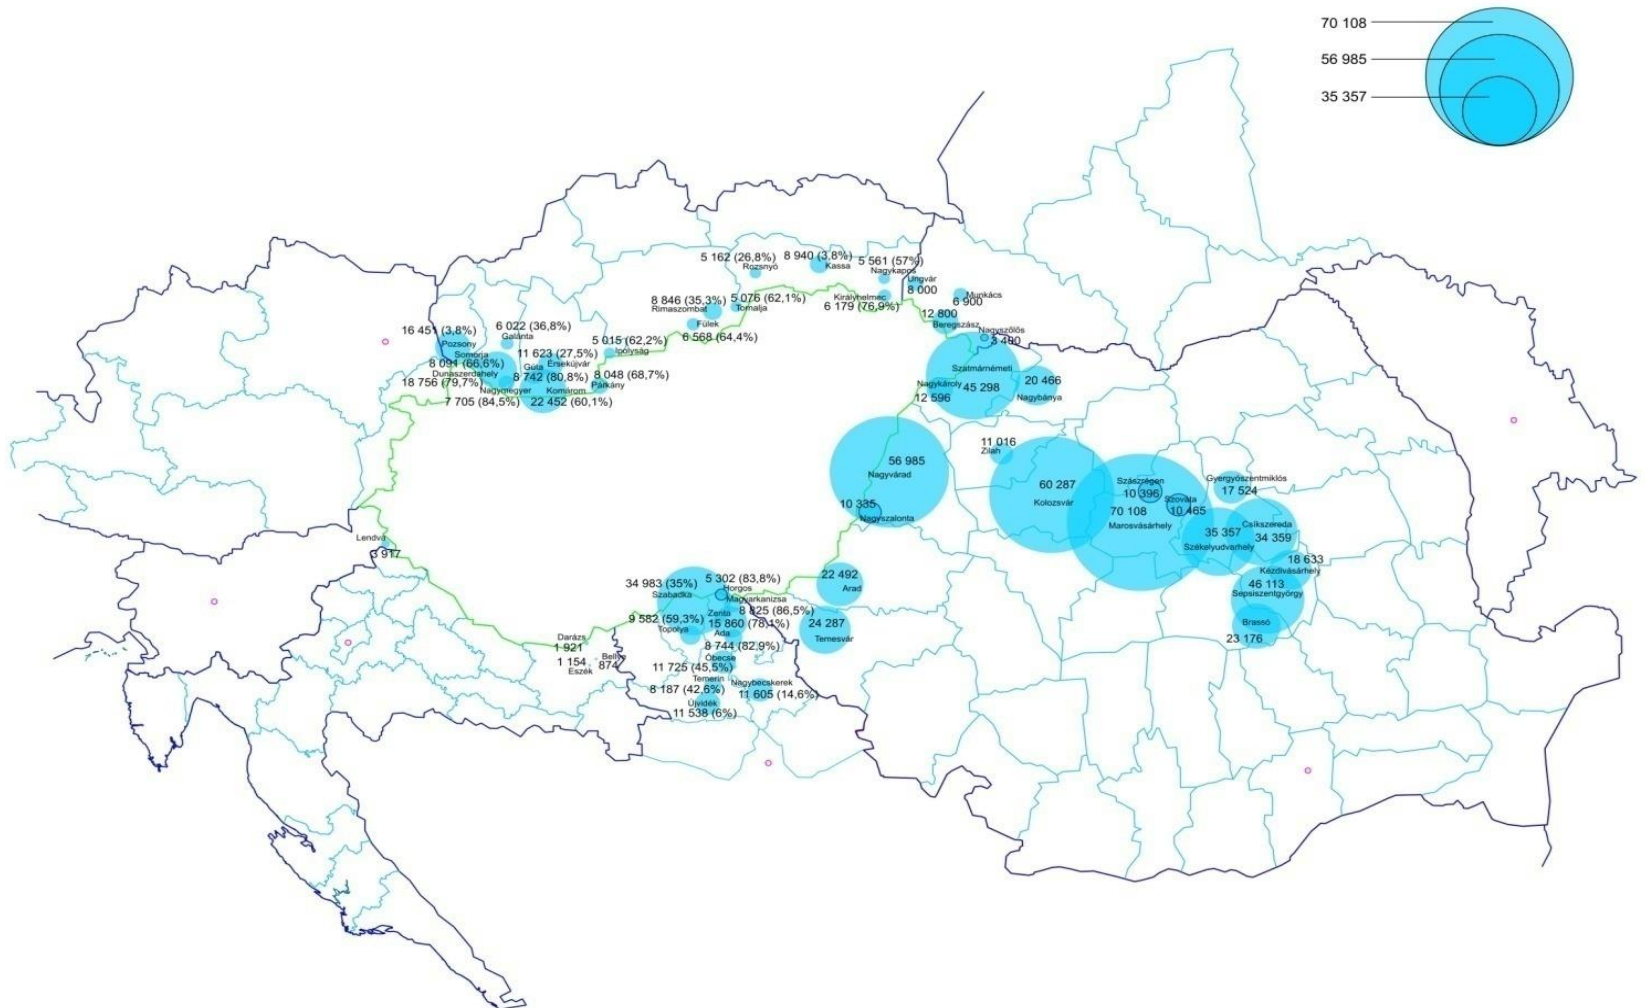 70 108
56 985
35 357
5 162 (26,8%)
Rozsnyó
8 940 (3,8%)
Kassa
5 561 (57%)
Nagykapos
Ungvár
8 000
Királyhelmec
6 179 (76,9%)
Munkács
6 900
8 846 (35,3%)
Rimaszombat
5 076 (62,1%)
Tornalja
Fülek
6 568 (64,4%)
12 800
Beregszász
Nagyszőlős
3 400
16 451 (3,8%)
Pozsony
Somorja
8 091 (66,6%)
Dunaszerdahely
18 756 (79,7%)
6 022 (36,8%)
Galánta
11 623 (27,5%)
Érsekújvár
Gúta
8 742 (80,8%)
Nagymegyer
7 705 (84,5%)
Komárom
22 452 (60,1%)
5 015 (62,2%)
Ipolyság
8 048 (68,7%)
Párkány
Szatmárnémeti
45 298
Nagykároly
12 596
20 466
Nagybánya
11 016
Zilah
56 985
Nagyvárad
10 335
Nagyszalonta
60 287
Kolozsvár
Szászrégen
10 396
Szováta
10 465
70 108
Marosvásárhely
Gyergyószentmiklós
17 524
Csíkszereda
34 359
35 357
Székelyudvarhely
18 633
Kézdivásárhely
46 113
Sepsiszentgyörgy
Brassó
23 176
Lendva
3 917
34 983 (35%)
Szabadka
5 302 (83,8%)
Horgos
Magyarkanizsa
8 825 (86,5%)
Zenta
15 860 (78,1%)
9 582 (59,3%)
Topolya
Ada
8 744 (82,9%)
Óbecse
11 725 (45,5%)
Temerin
8 187 (42,6%)
Nagybecskerek
11 605 (14,6%)
Újvidék
11 538 (6%)
22 492
Arad
24 287
Temesvár
Darázs
1 921
1 154
Eszék
Bellye
874